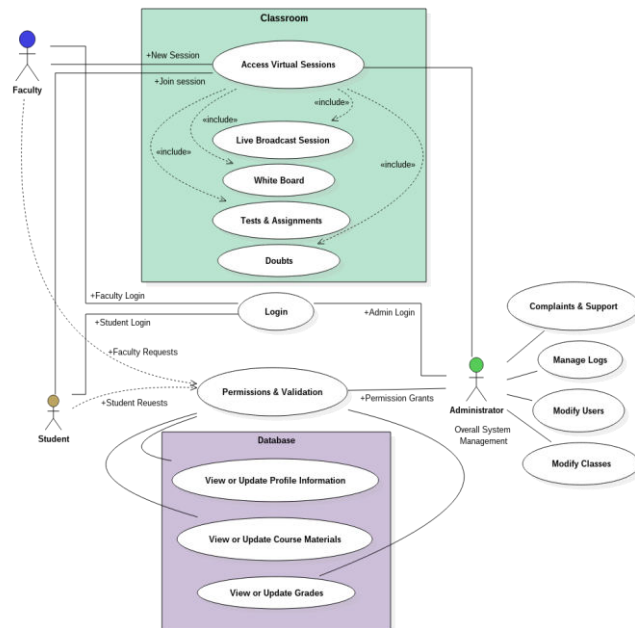 Classroom
+New Session
Access Virtual Sessions
Faculty
+Join session
«include»
«include»
«include»
«include»
Live Broadcast Session
White Board
Tests & Assignments
Doubts
+Faculty Login
Login
+Admin Login
+Student Login
Complaints & Support
+Faculty Requests
Manage Logs
Permissions & Validation
+Permission Grants
+Student Reuests
Administrator
Overall System
Management
Modify Users
Student
Database
Modify Classes
View or Update Profile Information
View or Update Course Materials
View or Update Grades